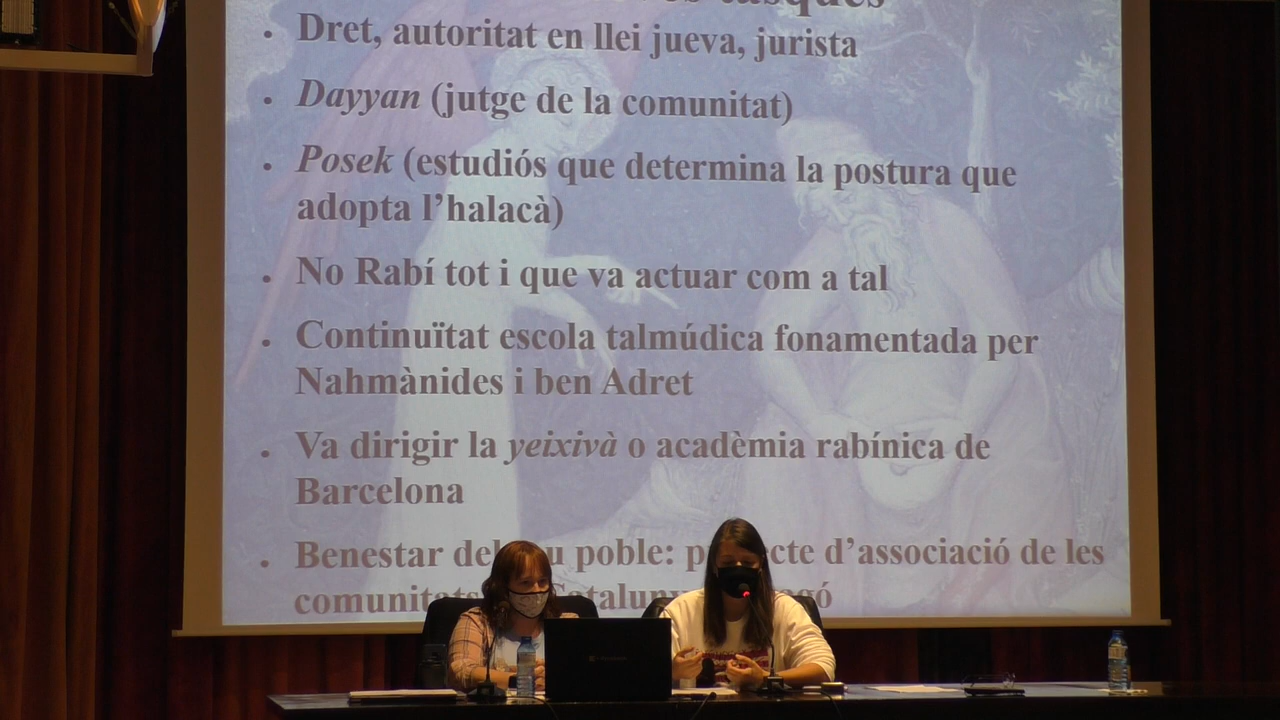 tasques
• Dret, autoritat en llei jueva, jurista
• Dayyan (jutge de la comunitat)
• Posek (estudiós que determina la postura que
adopta l'halacà)
• No Rabí tot i que va actuar com a tal
• Continuïtat escola talmúdica fonamentada per
Nahmànides i ben Adret
• Va dirigir la yeixivà o acadèmia rabínica de
Barcelona
• Benestar del poble: d'associació de les
comunitats